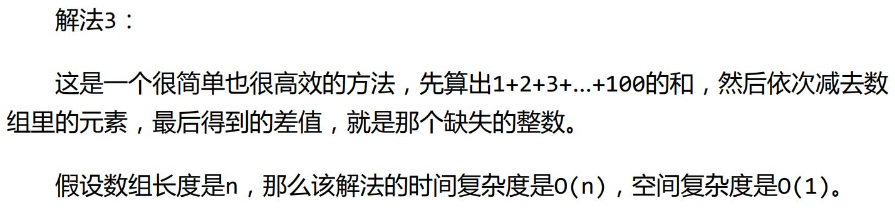 解法3：
这是一个很简单也很高效的方法，先算出1+2+3+…+100的和，然后依次减去数
组里的元素，最后得到的差值，就是那个缺失的整数。
假设数组长度是n，那么该解法的时间复杂度是O(n)，空间复杂度是O(1)。